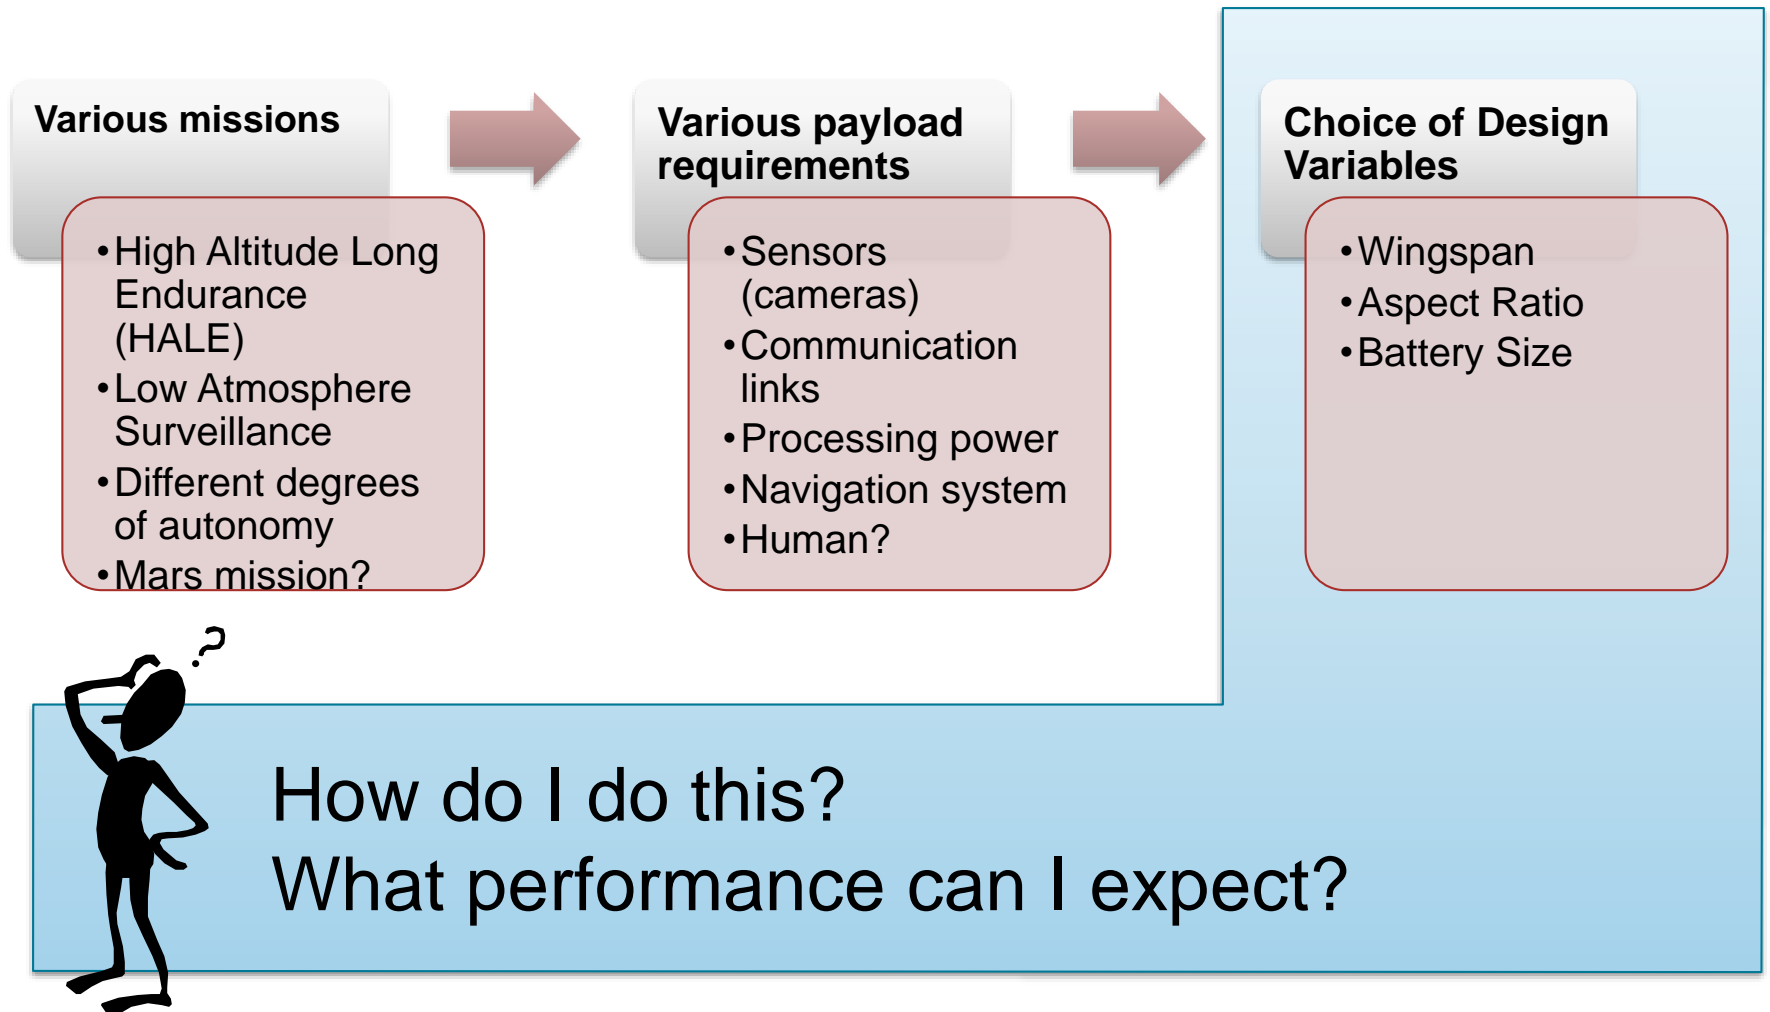 Various missions
•High Altitude Long
Endurance
(HALE)
•Low Atmosphere
Surveillance
•Different degrees
of autonomy
•Mars mission?
Various payload
requirements
•Sensors
(cameras)
•Communication
links
•Processing power
•Navigation system
•Human?
Choice of Design
Variables
•Wingspan
•Aspect Ratio
•Battery Size
?
How do I do this?
What performance can I expect?